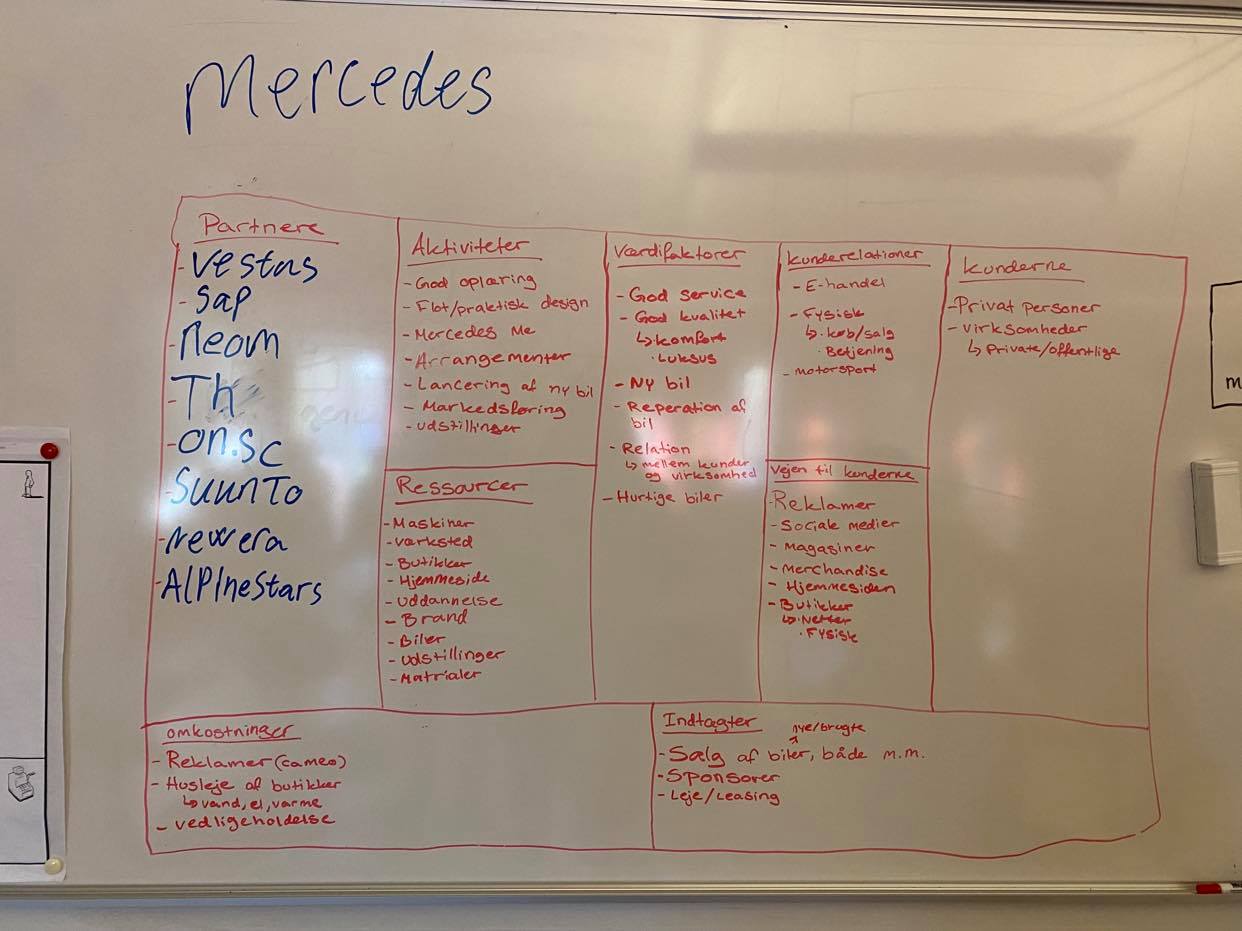 Mercedes
Partnere
- Vestas
- Sap
- Neom
- Th
- on.sc
- Suunto
- New era
- AlPIneStars
Aktiviteter
- God oplæring
- Flot/praktisk design
- Mercedes Me
- Arrangementer
- Lancering af ny bil
- Markedsføring
- udstillinger
Ressourcer
- Maskiner
- værksted
- Butikker
- Hjemmeside
- Uddannelse
- Brand
- Biler
- Udstillinger
- Matrialer
Værdifaktorer
- God service
- God kvalitet
↳ · komfort
· Luksus
- Ny bil
- Reperation af
bil
- Relation
↳ mellem kunder
og virksomhed
- Hurtige biler
kunderelationer
- E-handel
- Fysisk
↳ · køb/salg
· Betjening
- motorsport
Vejen til kunderne
- Reklamer
- Sociale medier
- Magasiner
- Merchandise
- Hjemmesiden
- Butikker
↳ · Nettet
· Fysisk
kunderne
- Privat personer
- virksomheder
↳ Private/offentlige
omkostninger
- Reklamer (cameo)
- Husleje af butikker
↳ vand, el, varme
- vedligeholdelse
Indtægter
nye/brugte
- Salg af biler, både m.m.
- Sponsorer
- Leje/Leasing
m